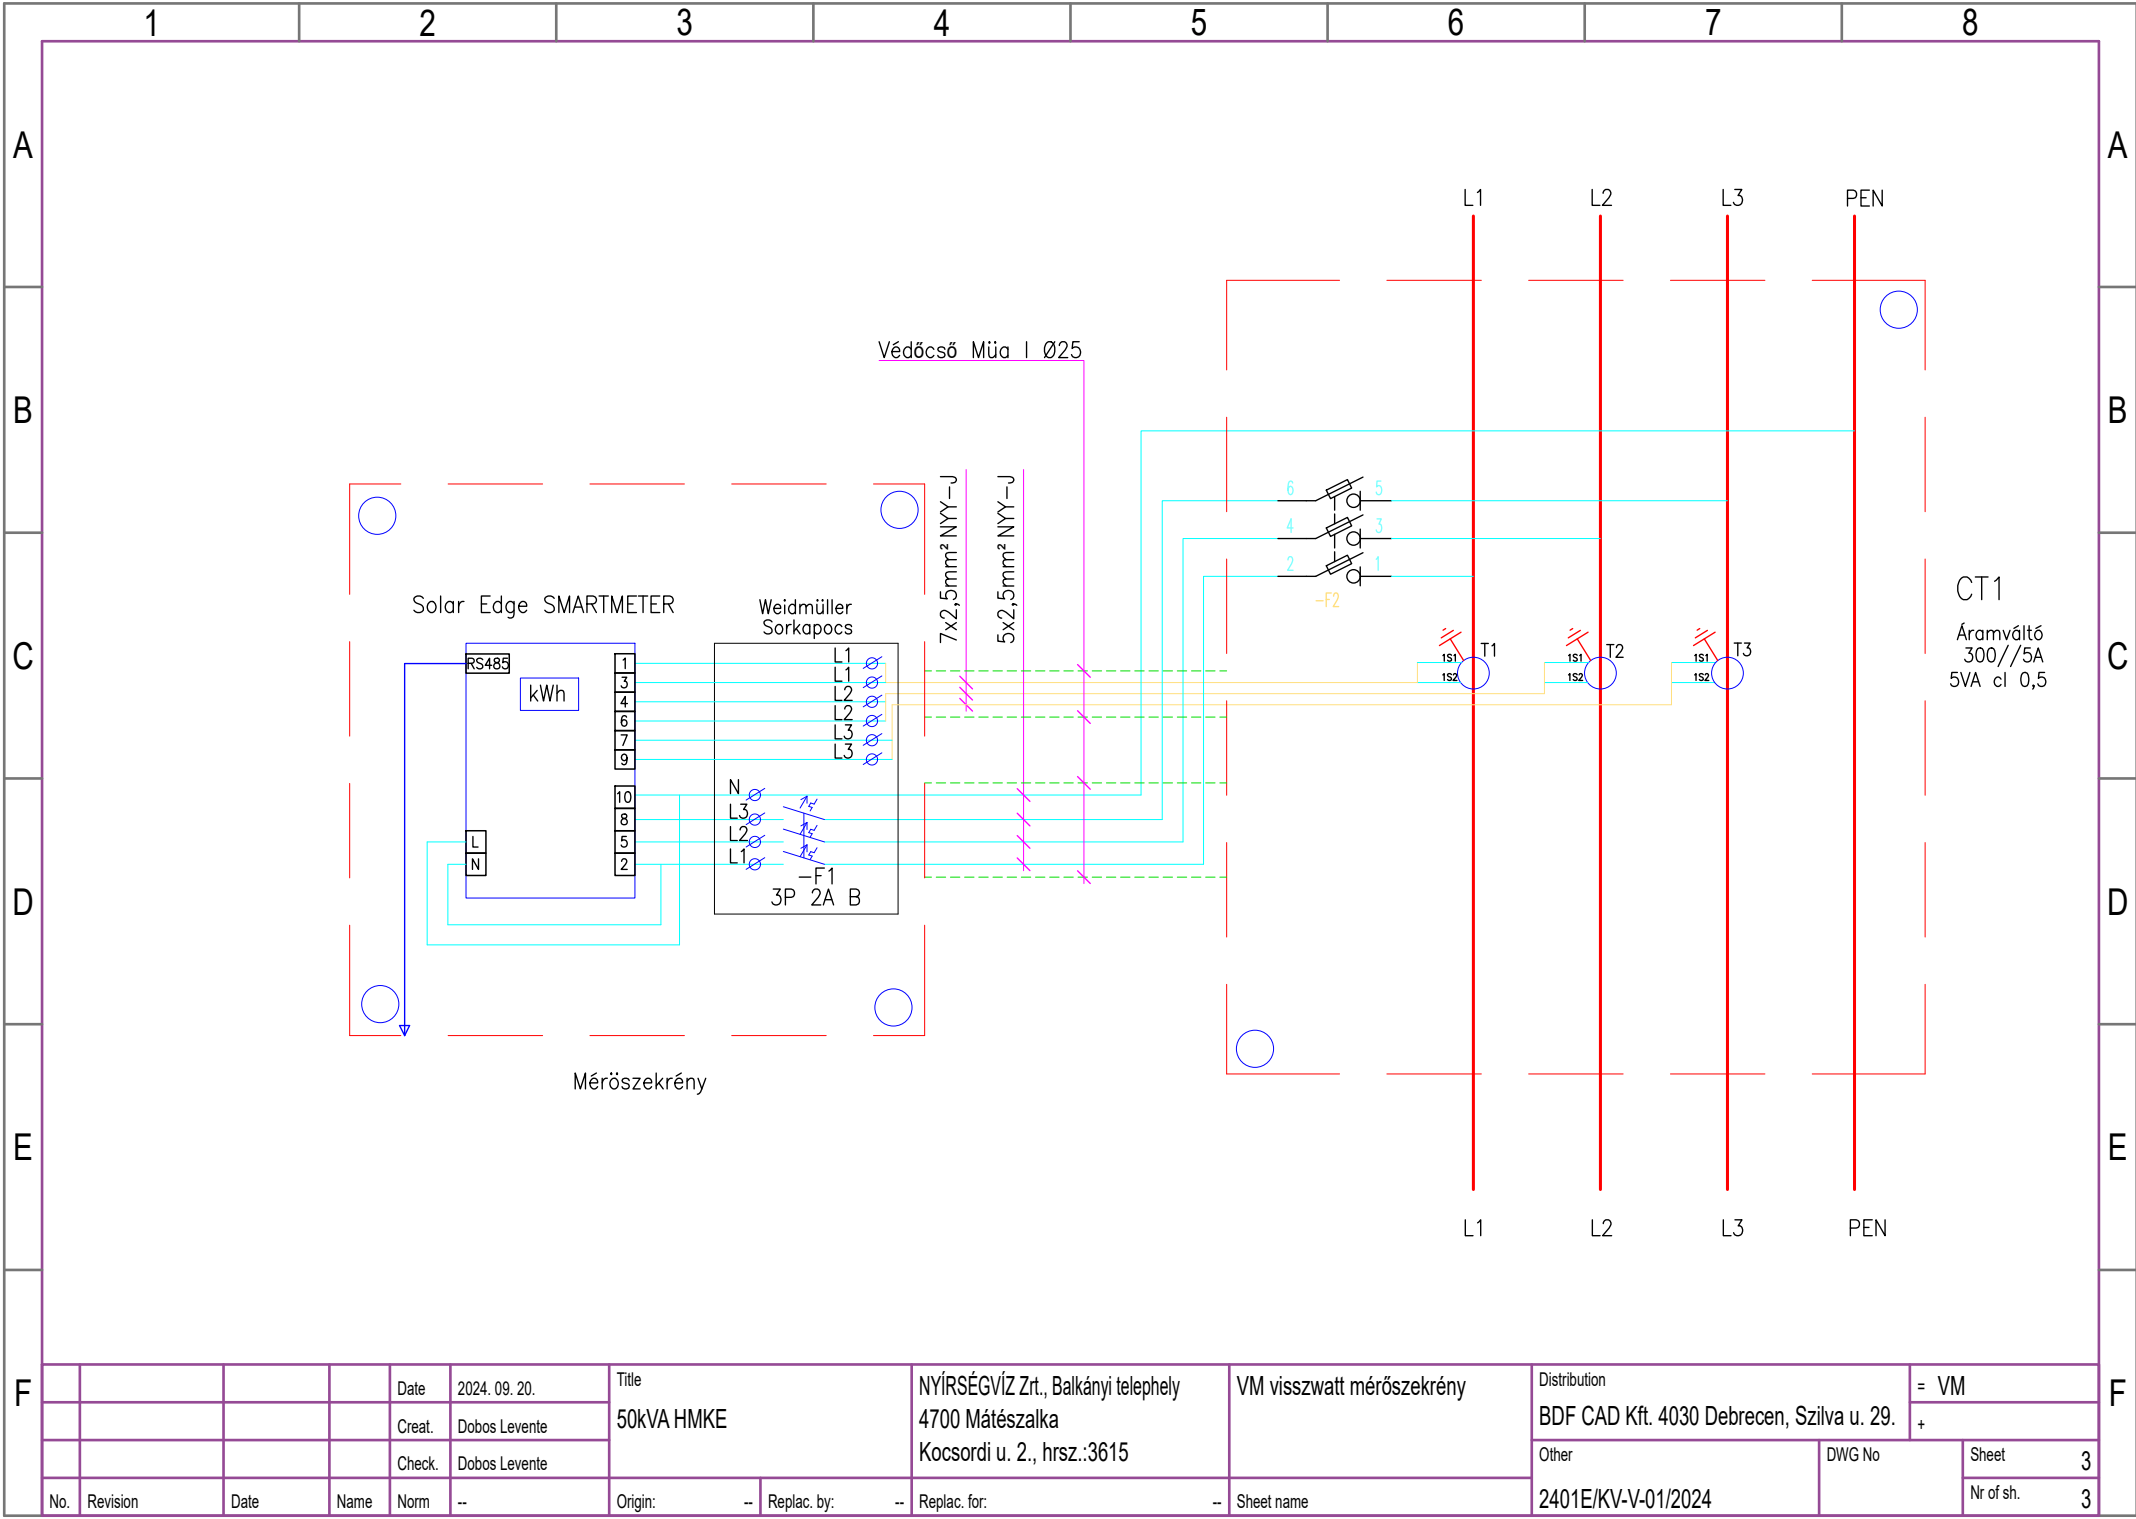 1 2 3 4 5 6 7 8
A A
L1 L2 L3 PEN
Védőcső Müa I Ø25
B B
7x2,5mm² NYY-J
5x2,5mm² NYY-J
6 5
4 3
2 1
-F2
Solar Edge SMARTMETER
Weidmüller
Sorkapocs
CT1
Áramváltó
300//5A
5VA cl 0,5
C C
RS485
kWh
1
3
4
6
7
9
10
8
5
2
L
N
L1
L1
L2
L2
L3
L3
N
L3
L2
L1
-F1
3P 2A B
1S1 T1
1S2
1S1 T2
1S2
1S1 T3
1S2
D D
Méröszekrény
E E
L1 L2 L3 PEN
F F
Date 2024. 09. 20.
Creat. Dobos Levente
Check. Dobos Levente
No. Revision Date Name Norm --
Title
50kVA HMKE
Origin: -- Replac. by: --
NYÍRSÉGVÍZ Zrt., Balkányi telephely
4700 Mátészalka
Kocsordi u. 2., hrsz.:3615
Replac. for: --
VM visszwatt mérőszekrény
Sheet name
Distribution
BDF CAD Kft. 4030 Debrecen, Szilva u. 29.
= VM
+
Other
2401E/KV-V-01/2024
DWG No
Sheet 3
Nr of sh. 3